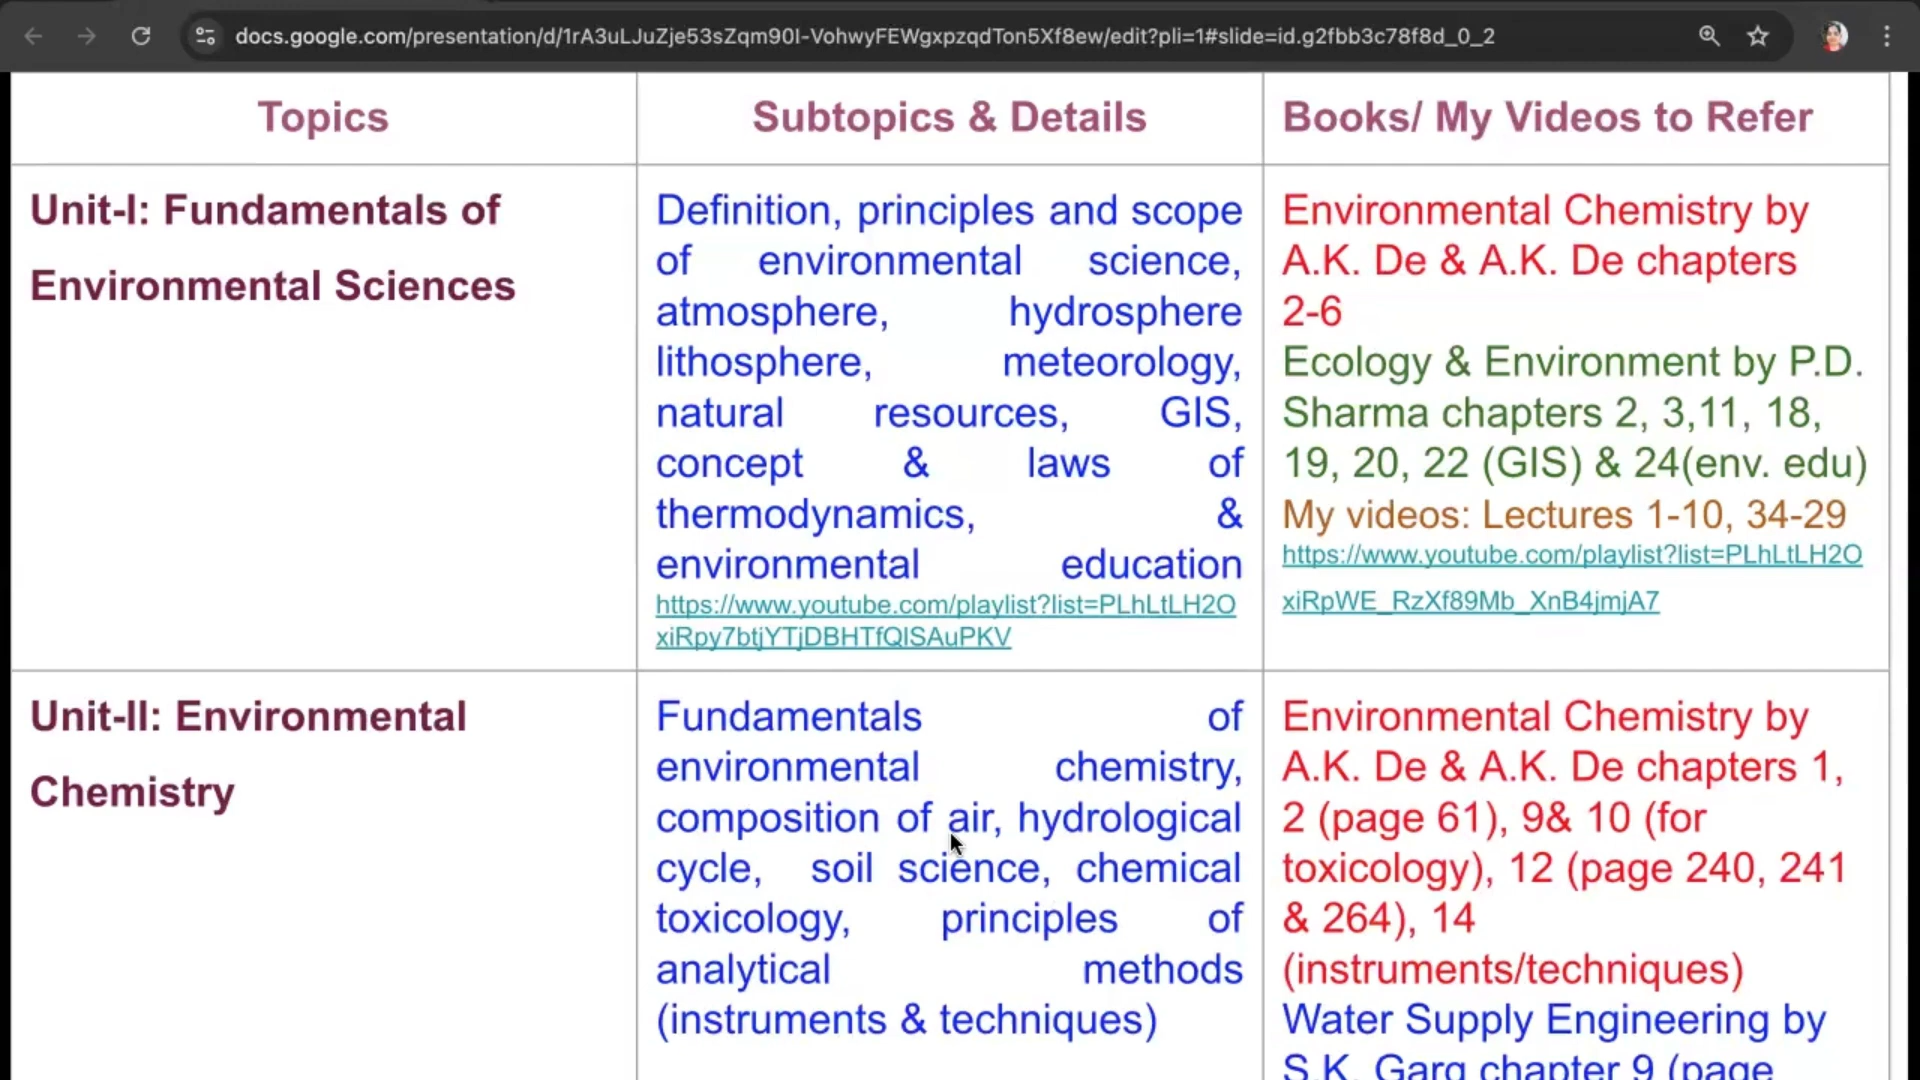 docs.google.com/presentation/d/1rA3uLJuZje53sZqm90I-VohwyFEWgxpzqdTon5Xf8ew/edit?pli=1#slide=id.g2fbb3c78f8d_0_2
Topics
Subtopics & Details
Books/ My Videos to Refer
Unit-I: Fundamentals of
Environmental Sciences
Definition, principles and scope
of environmental science,
atmosphere, hydrosphere
lithosphere, meteorology,
natural resources, GIS,
concept & laws of
thermodynamics, &
environmental education
https://www.youtube.com/playlist?list=PLhLtLH2O
xiRpy7btjYTjDBHTfQlSAuPKV
Environmental Chemistry by
A.K. De & A.K. De chapters
2-6
Ecology & Environment by P.D.
Sharma chapters 2, 3,11, 18,
19, 20, 22 (GIS) & 24(env. edu)
My videos: Lectures 1-10, 34-29
https://www.youtube.com/playlist?list=PLhLtLH2O
xiRpWE_RzXf89Mb_XnB4jmjA7
Unit-II: Environmental
Chemistry
Fundamentals of
environmental chemistry,
composition of air, hydrological
cycle, soil science, chemical
toxicology, principles of
analytical methods
(instruments & techniques)
Environmental Chemistry by
A.K. De & A.K. De chapters 1,
2 (page 61), 9& 10 (for
toxicology), 12 (page 240, 241
& 264), 14
(instruments/techniques)
Water Supply Engineering by
S.K. Garg chapter 9 (page